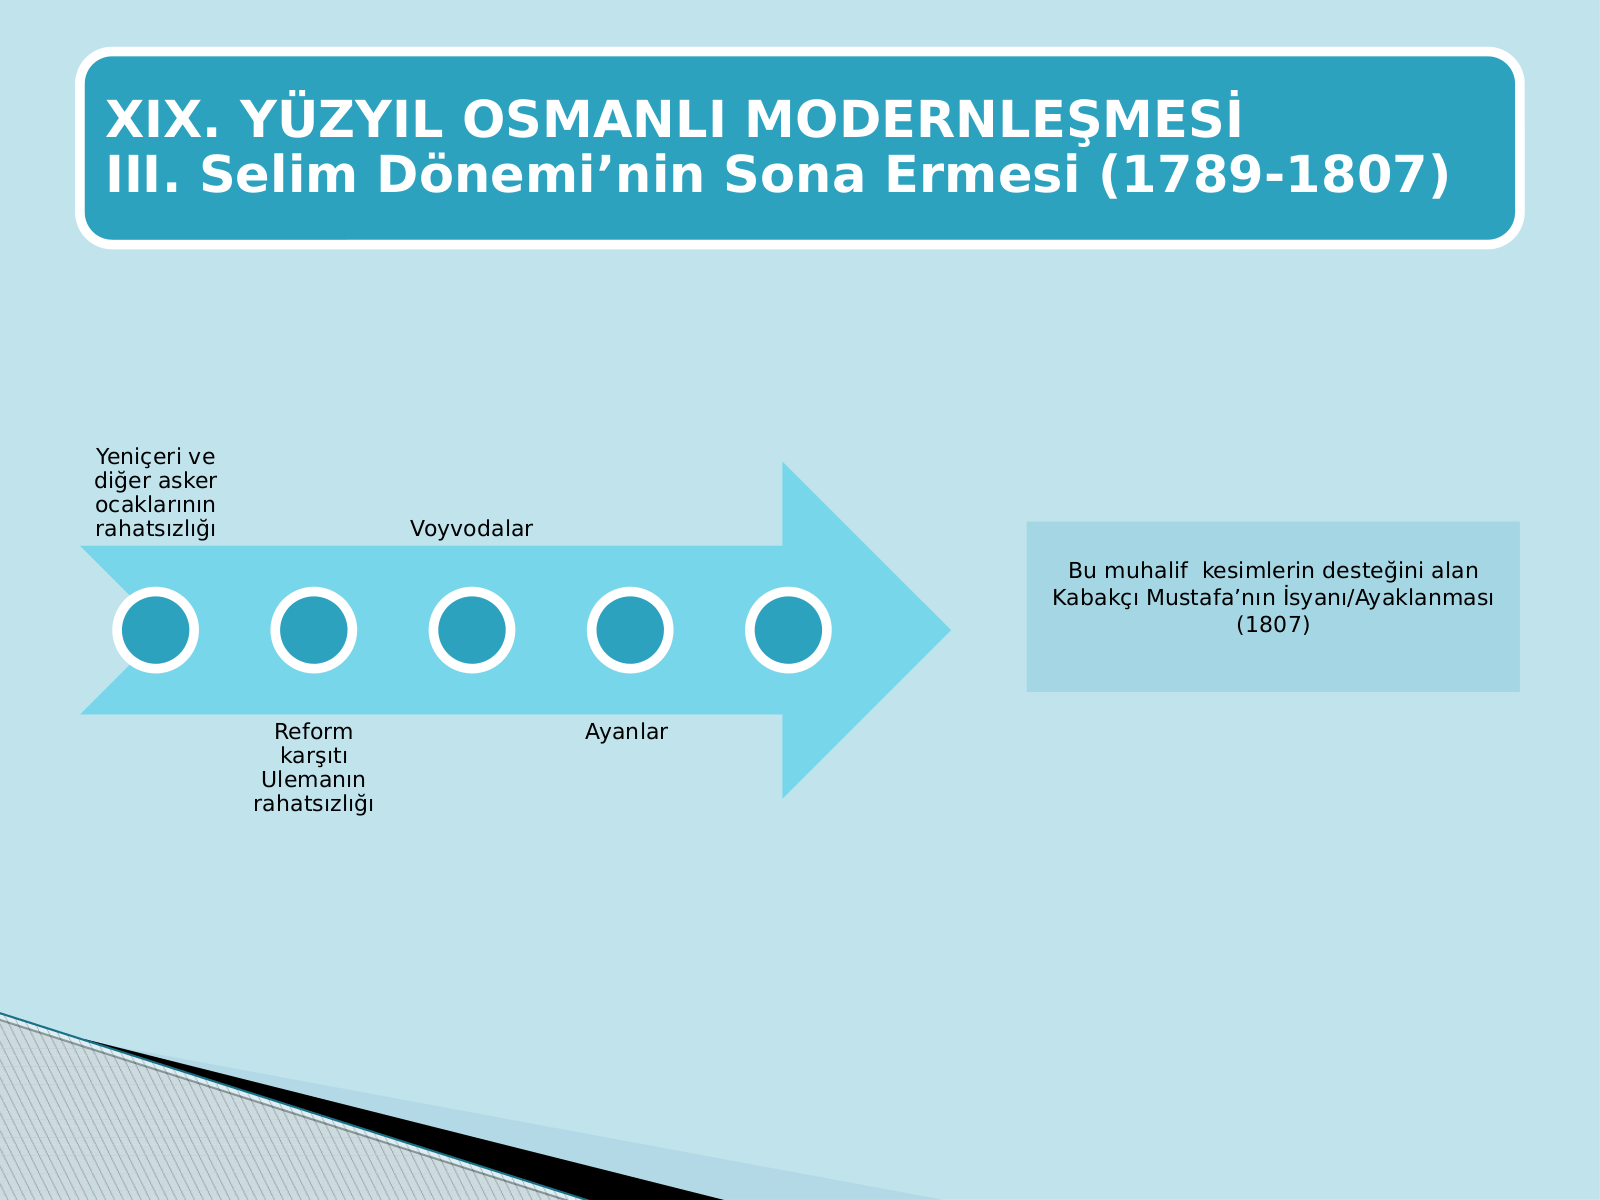 XIX. YÜZYIL OSMANLI MODERNLEŞMESİ
III. Selim Dönemi’nin Sona Ermesi (1789-1807)
Yeniçeri ve
diğer asker
ocaklarının
rahatsızlığı
Reform
karşıtı
Ulemanın
rahatsızlığı
Voyvodalar
Ayanlar
Bu muhalif  kesimlerin desteğini alan
Kabakçı Mustafa’nın İsyanı/Ayaklanması
(1807)